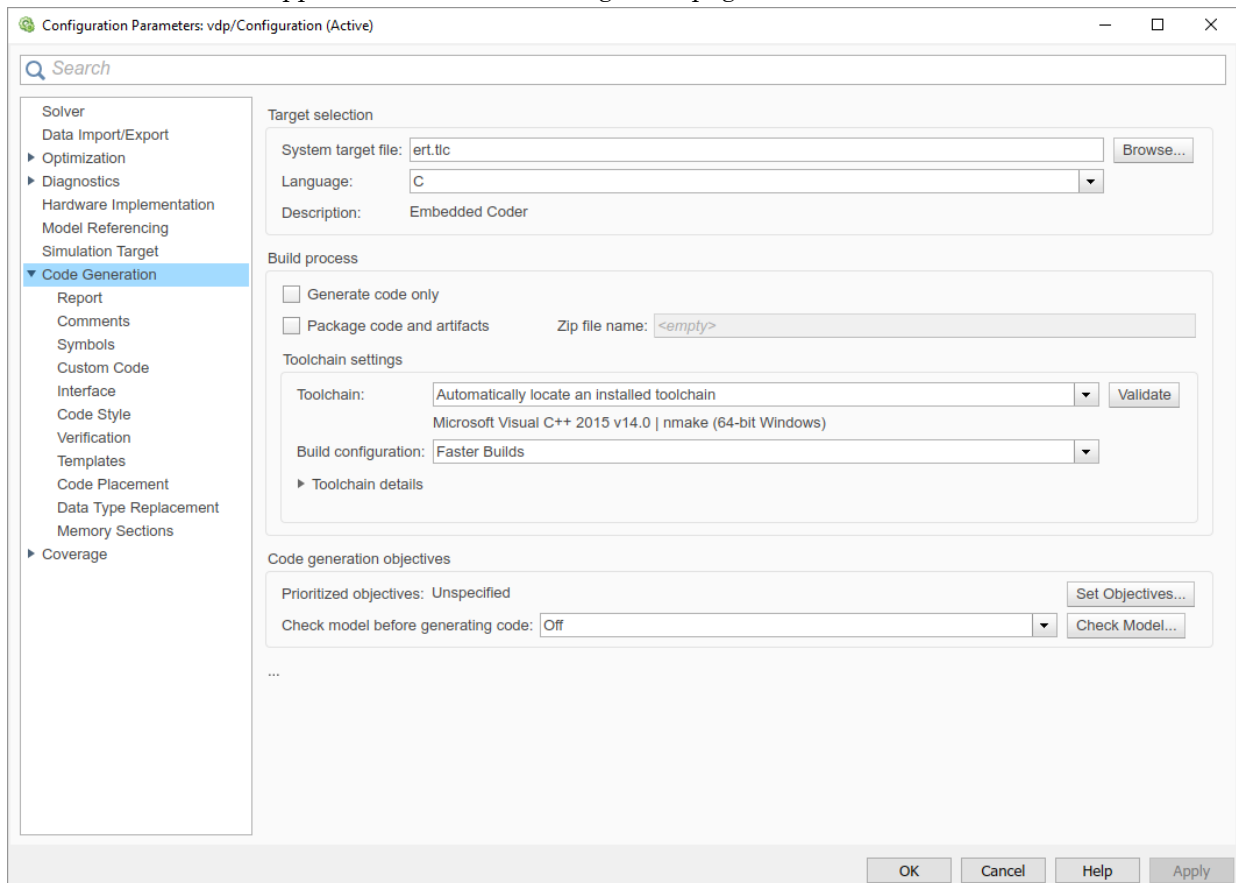 Configuration Parameters: vdp/Configuration (Active)
Search
Solver
Data Import/Export
Optimization
Diagnostics
Hardware Implementation
Model Referencing
Simulation Target
Code Generation
Report
Comments
Symbols
Custom Code
Interface
Code Style
Verification
Templates
Code Placement
Data Type Replacement
Memory Sections
Coverage
Target selection
System target file: ert.tlc Browse...
Language: C
Description: Embedded Coder
Build process
Generate code only
Package code and artifacts Zip file name: <empty>
Toolchain settings
Toolchain: Automatically locate an installed toolchain Validate
Microsoft Visual C++ 2015 v14.0 | nmake (64-bit Windows)
Build configuration: Faster Builds
Toolchain details
Code generation objectives
Prioritized objectives: Unspecified Set Objectives...
Check model before generating code: Off Check Model...
...
OK Cancel Help Apply